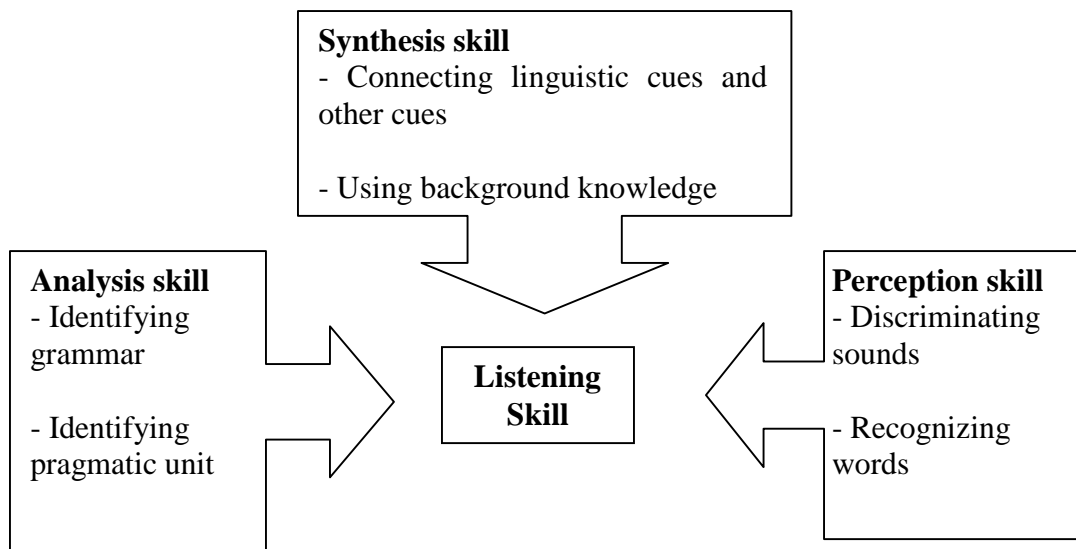 Synthesis skill
- Connecting linguistic cues and
other cues
- Using background knowledge
Analysis skill
- Identifying
grammar
- Identifying
pragmatic unit
Listening
Skill
Perception skill
- Discriminating
sounds
- Recognizing
words